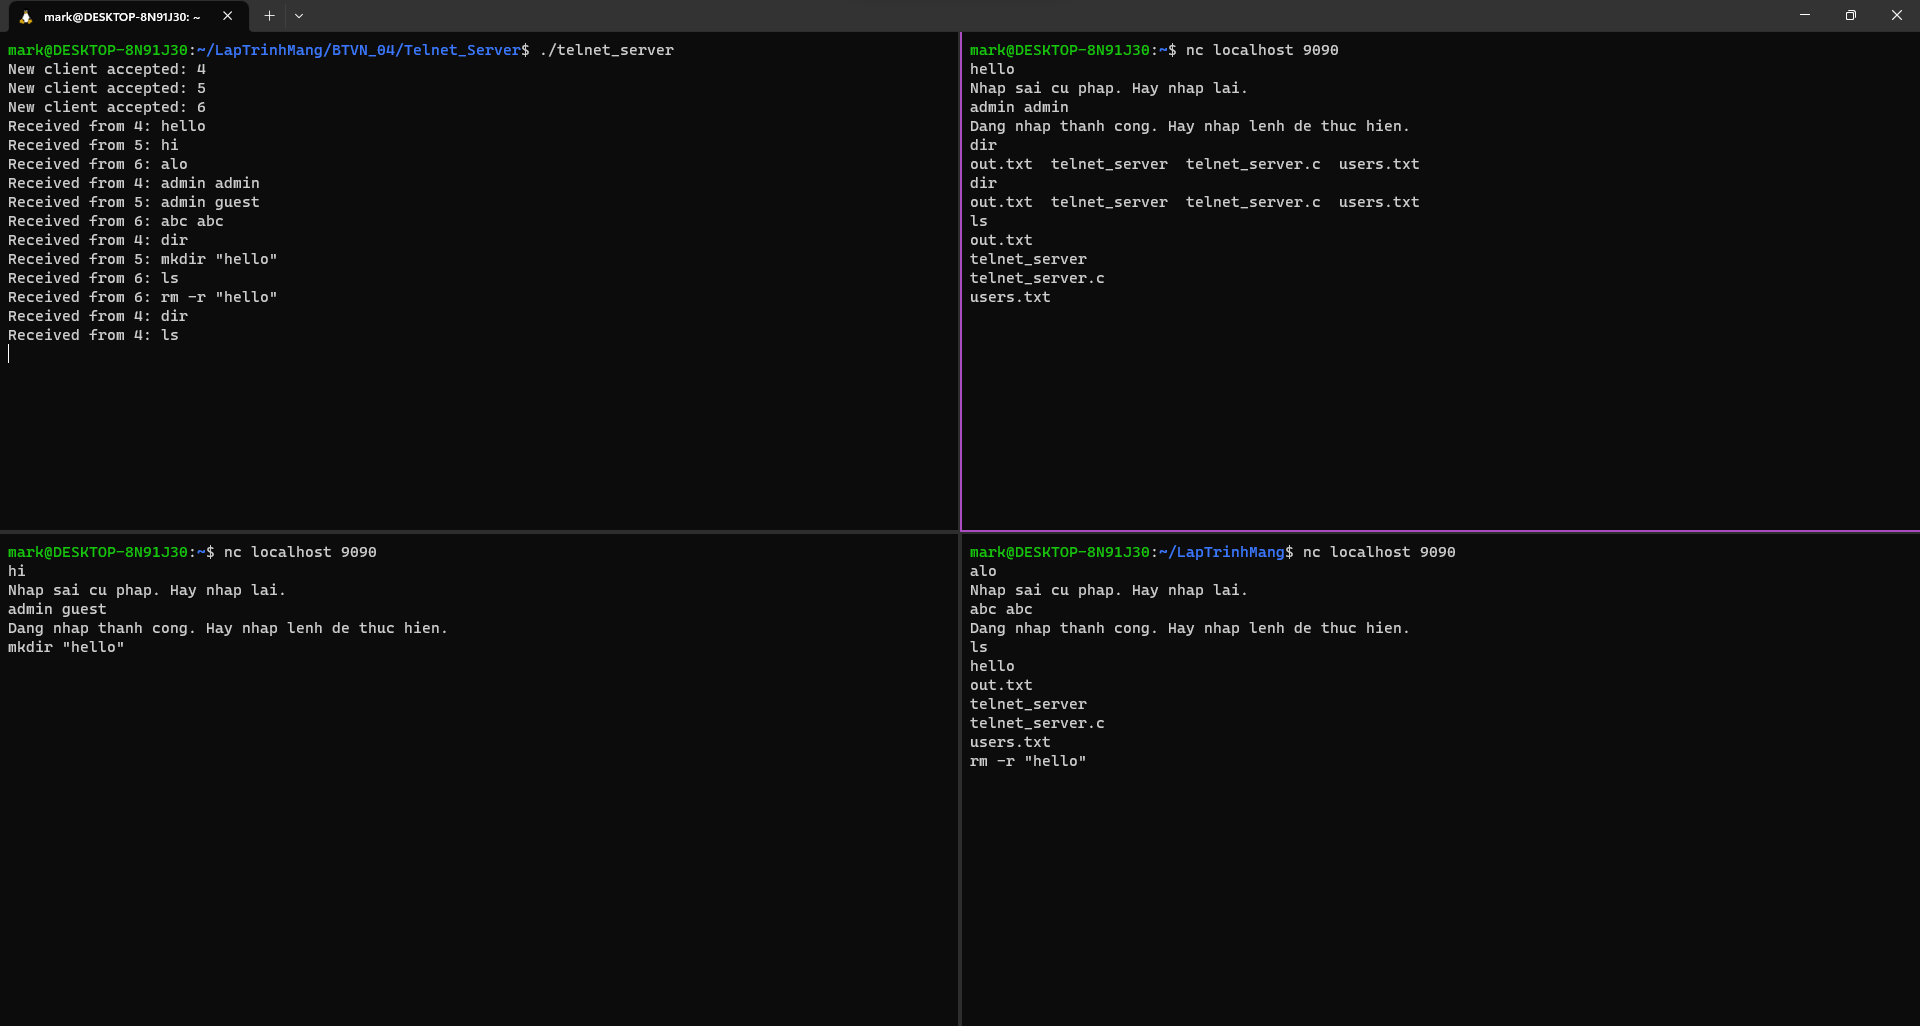 mark@DESKTOP-8N91J30: ~
mark@DESKTOP-8N91J30:~/LapTrinhMang/BTVN_04/Telnet_Server$ ./telnet_server
New client accepted: 4
New client accepted: 5
New client accepted: 6
Received from 4: hello
Received from 5: hi
Received from 6: alo
Received from 4: admin admin
Received from 5: admin guest
Received from 6: abc abc
Received from 4: dir
Received from 5: mkdir "hello"
Received from 6: ls
Received from 6: rm -r "hello"
Received from 4: dir
Received from 4: ls
mark@DESKTOP-8N91J30:~$ nc localhost 9090
hello
Nhap sai cu phap. Hay nhap lai.
admin admin
Dang nhap thanh cong. Hay nhap lenh de thuc hien.
dir
out.txt  telnet_server  telnet_server.c  users.txt
dir
out.txt  telnet_server  telnet_server.c  users.txt
ls
out.txt
telnet_server
telnet_server.c
users.txt
mark@DESKTOP-8N91J30:~$ nc localhost 9090
hi
Nhap sai cu phap. Hay nhap lai.
admin guest
Dang nhap thanh cong. Hay nhap lenh de thuc hien.
mkdir "hello"
mark@DESKTOP-8N91J30:~/LapTrinhMang$ nc localhost 9090
alo
Nhap sai cu phap. Hay nhap lai.
abc abc
Dang nhap thanh cong. Hay nhap lenh de thuc hien.
ls
hello
out.txt
telnet_server
telnet_server.c
users.txt
rm -r "hello"